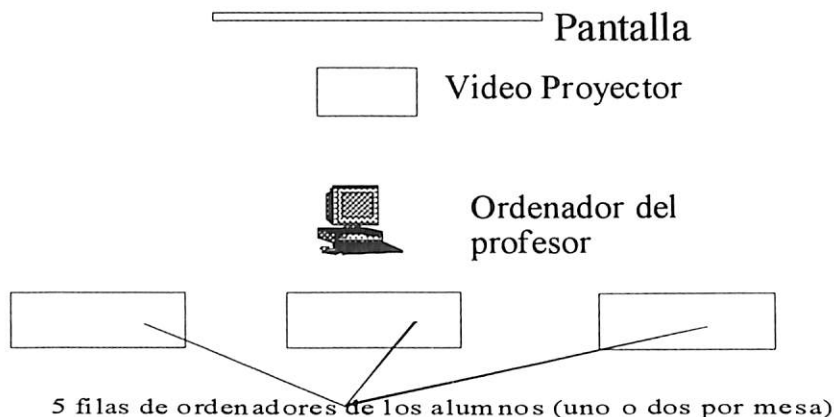 Pantalla
Video Proyector
Ordenador del
profesor
5 filas de ordenadores de los alumnos (uno o dos por mesa)